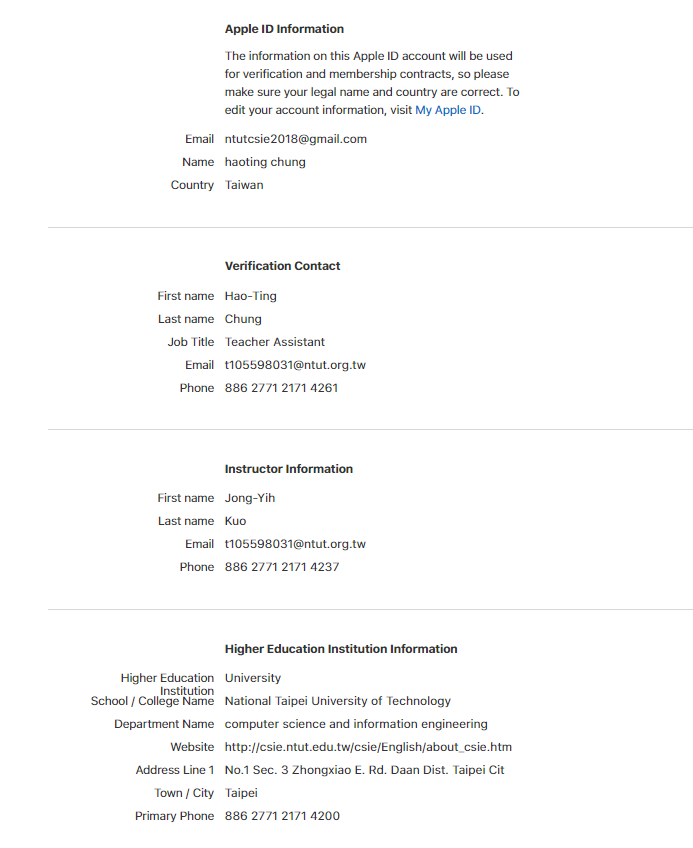 Apple ID Information
The information on this Apple ID account will be used
for verification and membership contracts, so please
make sure your legal name and country are correct. To
edit your account information, visit My Apple ID.
Email ntutcsie2018@gmail.com
Name haoting chung
Country Taiwan
Verification Contact
First name Hao-Ting
Last name Chung
Job Title Teacher Assistant
Email t105598031@ntut.org.tw
Phone 886 2771 2171 4261
Instructor Information
First name Jong-Yih
Last name Kuo
Email t105598031@ntut.org.tw
Phone 886 2771 2171 4237
Higher Education Institution Information
Higher Education Institution University
School / College Name National Taipei University of Technology
Department Name computer science and information engineering
Website http://csie.ntut.edu.tw/csie/English/about_csie.htm
Address Line 1 No.1 Sec. 3 Zhongxiao E. Rd. Daan Dist. Taipei Cit
Town / City Taipei
Primary Phone 886 2771 2171 4200